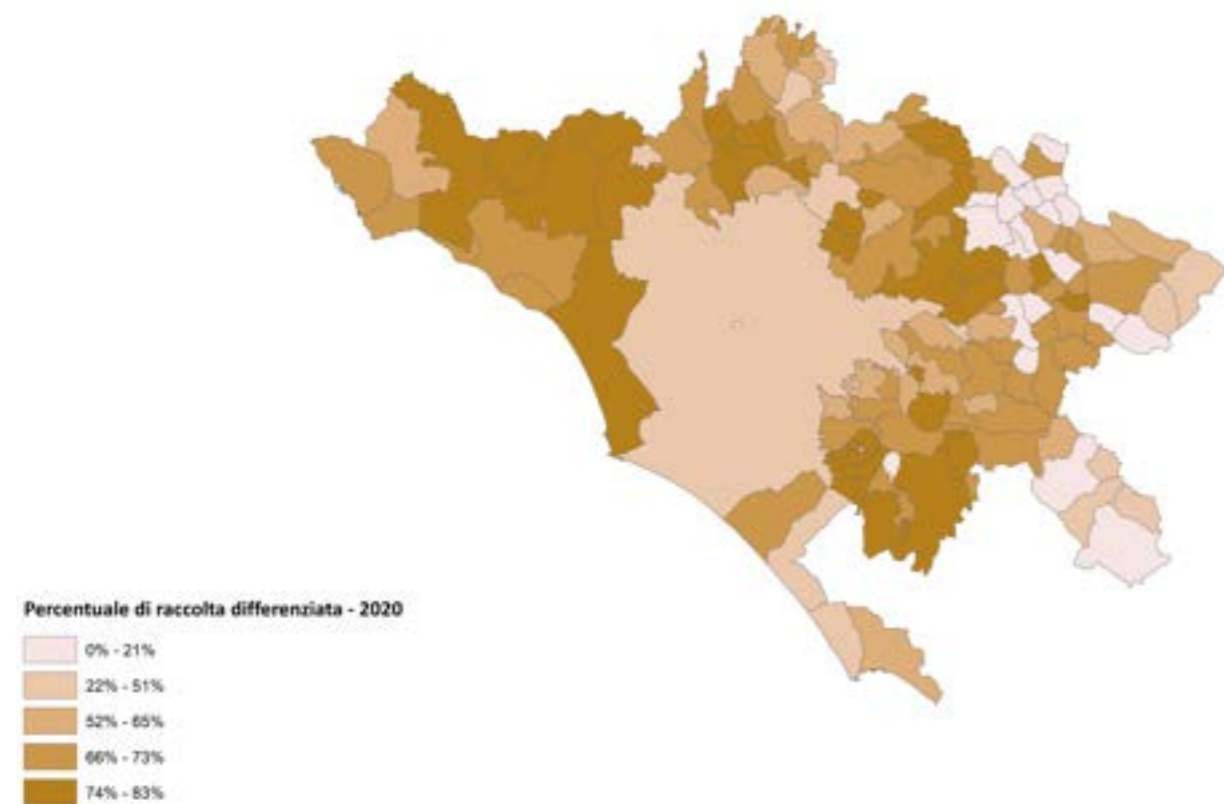 Percentuale di raccolta differenziata - 2020
0% - 21%
22% - 51%
52% - 65%
66% - 73%
74% - 83%